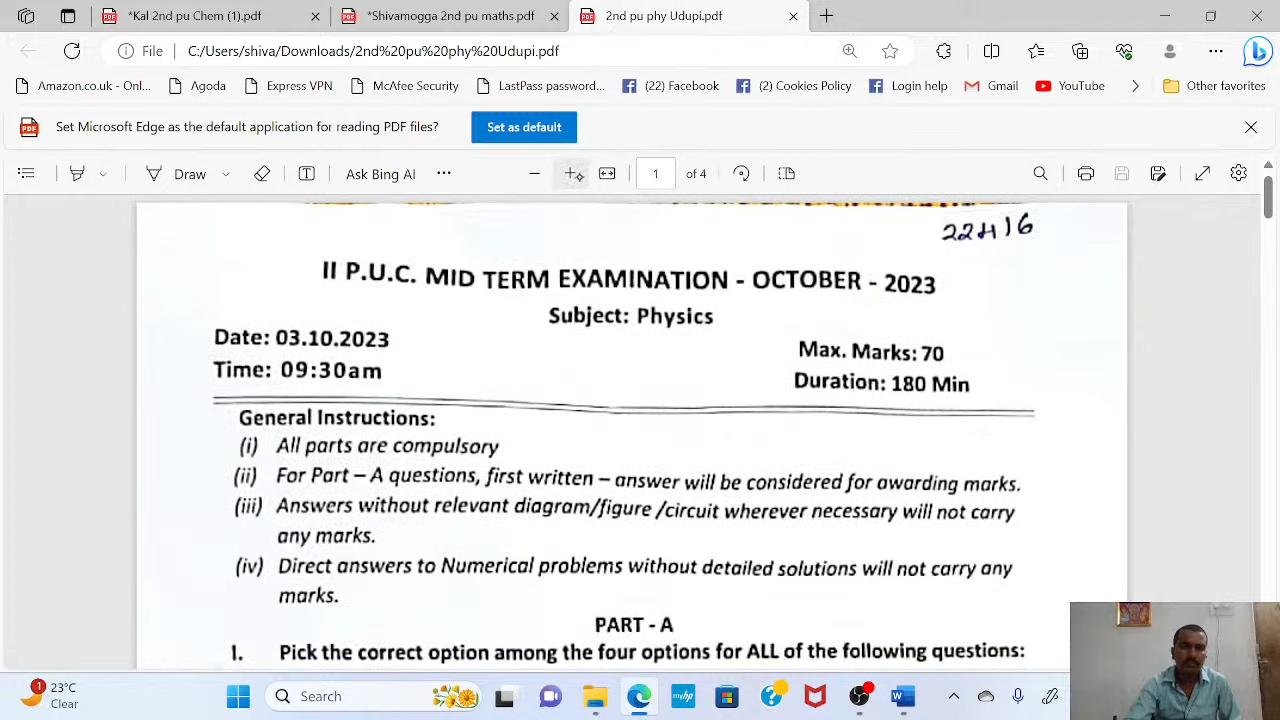 *Kal 2nd pu Chem (1).pdf
*Shivamogga 2nd pu maths.pdf
2nd pu phy Udupi.pdf
File C:/Users/shiva/Downloads/2nd%20pu%20phy%20Udupi.pdf
Amazon.co.uk - Onl... Agoda Express VPN McAfee Security LastPass password... (22) Facebook (2) Cookies Policy Login help Gmail YouTube Other favorites
Set Microsoft Edge as the default application for reading PDF files? Set as default
Draw Ask Bing AI 1 of 4
22416
II P.U.C. MID TERM EXAMINATION - OCTOBER - 2023
Subject: Physics
Date: 03.10.2023
Max. Marks: 70
Time: 09:30am
Duration: 180 Min
General Instructions:
(i) All parts are compulsory
(ii) For Part – A questions, first written – answer will be considered for awarding marks.
(iii) Answers without relevant diagram/figure /circuit wherever necessary will not carry
any marks.
(iv) Direct answers to Numerical problems without detailed solutions will not carry any
marks.
PART - A
I. Pick the correct option among the four options for ALL of the following questions:
1
23°C
Clear
Search
myhp